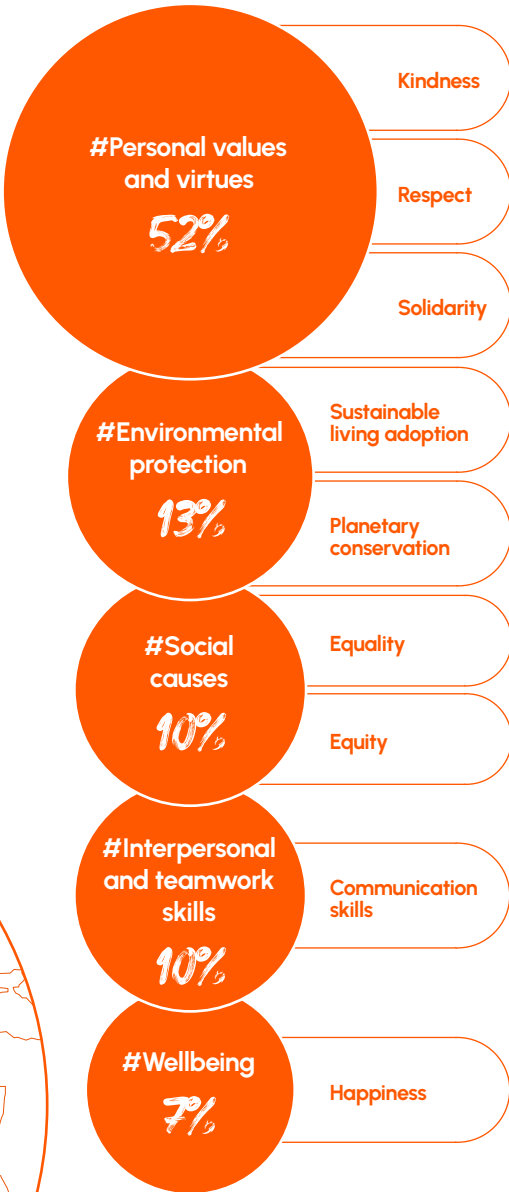 #Personal values
and virtues
52%
Kindness
Respect
Solidarity
#Environmental
protection
13%
Sustainable
living adoption
Planetary
conservation
#Social
causes
10%
Equality
Equity
#Interpersonal
and teamwork
skills
10%
Communication
skills
#Wellbeing
7%
Happiness